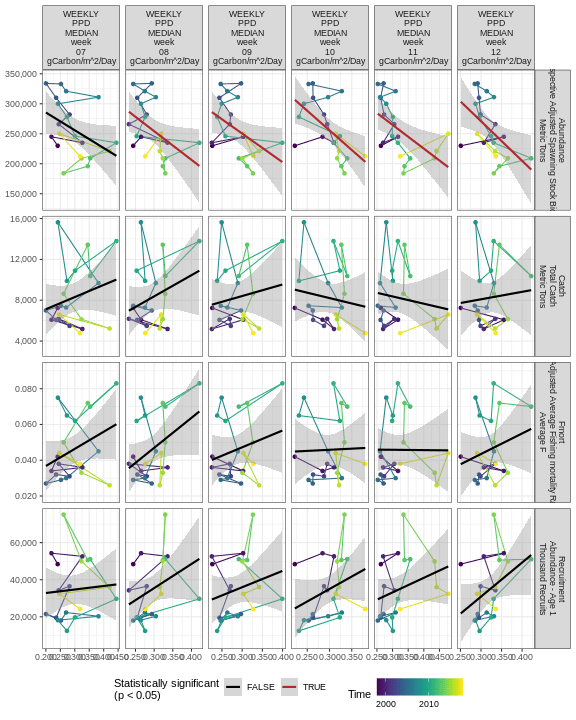 WEEKLY
PPD
MEDIAN
week
07
gCarbon/m^2/Day
WEEKLY
PPD
MEDIAN
week
08
gCarbon/m^2/Day
WEEKLY
PPD
MEDIAN
week
09
gCarbon/m^2/Day
WEEKLY
PPD
MEDIAN
week
10
gCarbon/m^2/Day
WEEKLY
PPD
MEDIAN
week
11
gCarbon/m^2/Day
WEEKLY
PPD
MEDIAN
week
12
gCarbon/m^2/Day
350,000
300,000
250,000
200,000
150,000
Abundance
Adjusted Spawning Stock
Metric Tons
16,000
12,000
8,000
4,000
Catch
Total Catch
Metric Tons
0.080
0.060
0.040
0.020
Fmort
Adjusted Average Fishing mortality
Average F
60,000
40,000
20,000
Recruitment
Abundance - Age 1
Thousand Recruits
0.200 0.250 0.300 0.350 0.400 0.450
0.200 0.300 0.400
0.200 0.250 0.300 0.350 0.400
0.250 0.300 0.350
0.250 0.300 0.350 0.400 0.450
0.250 0.300 0.350 0.400
Statistically significant
(p < 0.05)
FALSE
TRUE
Time
2000
2010